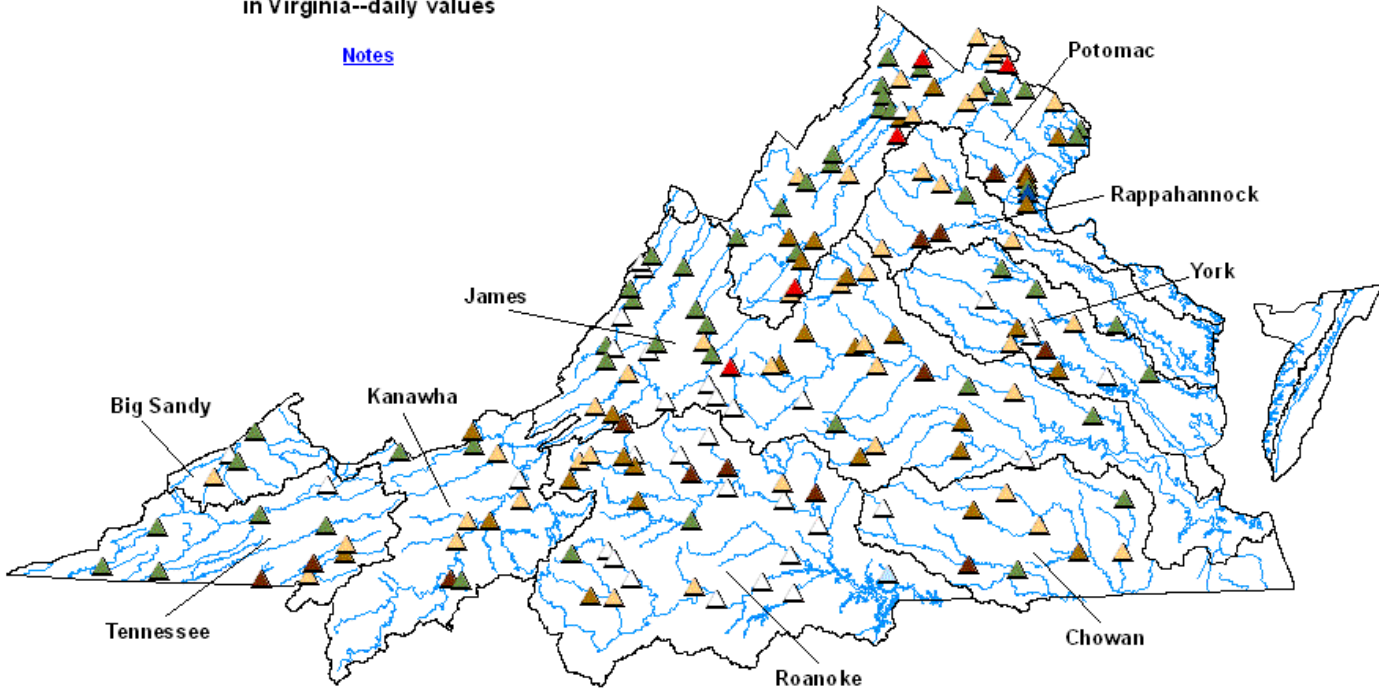 in Virginia--daily values
Notes
Potomac
Rappahannock
York
James
Kanawha
Big Sandy
Tennessee
Chowan
Roanoke